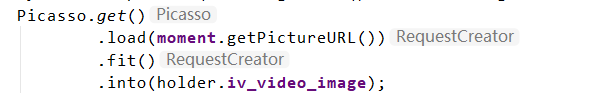 Picasso.get() Picasso
.load(moment.getPictureURL()) RequestCreator
.fit() RequestCreator
.into(holder.iv_video_image);